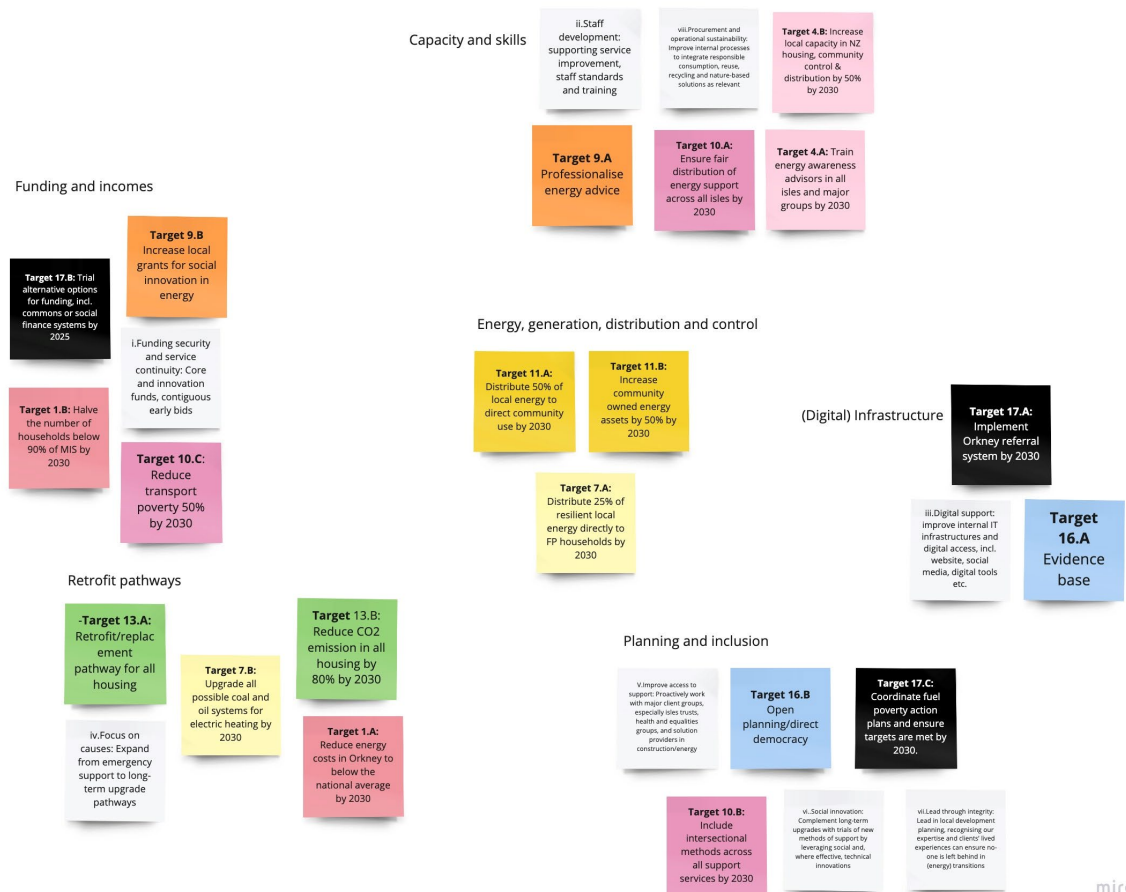 Capacity and skills
ii.Staff
development:
supporting service
improvement,
staff standards
and training
viii.Procurement and
operational sustainability:
Improve internal processes
to integrate responsible
consumption, reuse,
recycling and nature-based
solutions as relevant
Target 4.B: Increase
local capacity in NZ
housing, community
control &
distribution by 50%
by 2030
Target 9.A
Professionalise
energy advice
Target 10.A:
Ensure fair
distribution of
energy support
across all isles by
2030
Target 4.A: Train
energy awareness
advisors in all
isles and major
groups by 2030
Funding and incomes
Target 9.B
Increase local
grants for social
innovation in
energy
Target 17.B: Trial
alternative options
for funding, incl.
commons or social
finance systems by
2025
i.Funding security
and service
continuity: Core
and innovation
funds, contiguous
early bids
Target 1.B: Halve
the number of
households below
90% of MIS by
2030
Target 10.C:
Reduce
transport
poverty 50%
by 2030
Energy, generation, distribution and control
Target 11.A:
Distribute 50% of
local energy to
direct community
use by 2030
Target 11.B:
Increase
community
owned energy
assets by 50% by
2030
Target 7.A:
Distribute 25% of
resilient local
energy directly to
FP households by
2030
(Digital) Infrastructure
Target 17.A:
Implement
Orkney referral
system by 2030
iii.Digital support:
improve internal IT
infrastructures and
digital access, incl.
website, social
media, digital tools
etc.
Target
16.A
Evidence
base
Retrofit pathways
-Target 13.A:
Retrofit/replac
ement
pathway for all
housing
Target 7.B:
Upgrade all
possible coal and
oil systems for
electric heating by
2030
Target 13.B:
Reduce CO2
emission in all
housing by
80% by 2030
iv.Focus on
causes: Expand
from emergency
support to long-
term upgrade
pathways
Target 1.A:
Reduce energy
costs in Orkney to
below the
national average
by 2030
Planning and inclusion
V.Improve access to
support: Proactively work
with major client groups,
especially isles trusts,
health and equalities
groups, and solution
providers in
construction/energy
Target 16.B
Open
planning/direct
democracy
Target 17.C:
Coordinate fuel
poverty action
plans and ensure
targets are met by
2030.
Target 10.B:
Include
intersectional
methods across
all support
services by 2030
vi..Social innovation:
Complement long-term
upgrades with trials of new
methods of support by
leveraging social and,
where effective, technical
innovations
vii.Lead through integrity:
Lead in local development
planning, recognising our
expertise and clients' lived
experiences can ensure no-
one is left behind in
(energy) transitions